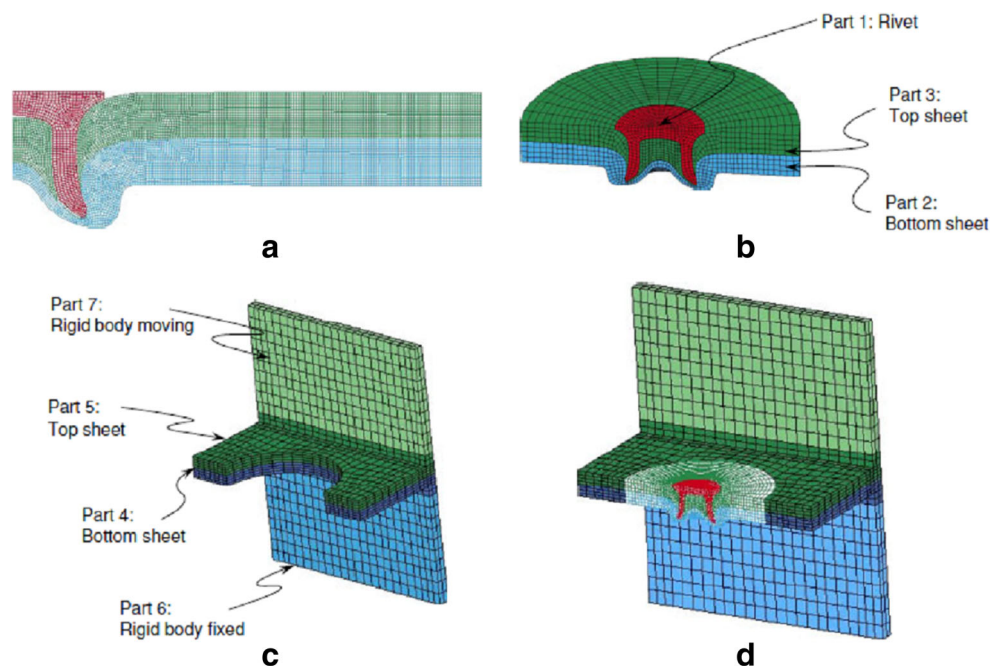 Part 1: Rivet
Part 3:
Top sheet
Part 2:
Bottom sheet
a
b
Part 7:
Rigid body moving
Part 5:
Top sheet
Part 4:
Bottom sheet
Part 6:
Rigid body fixed
c
d